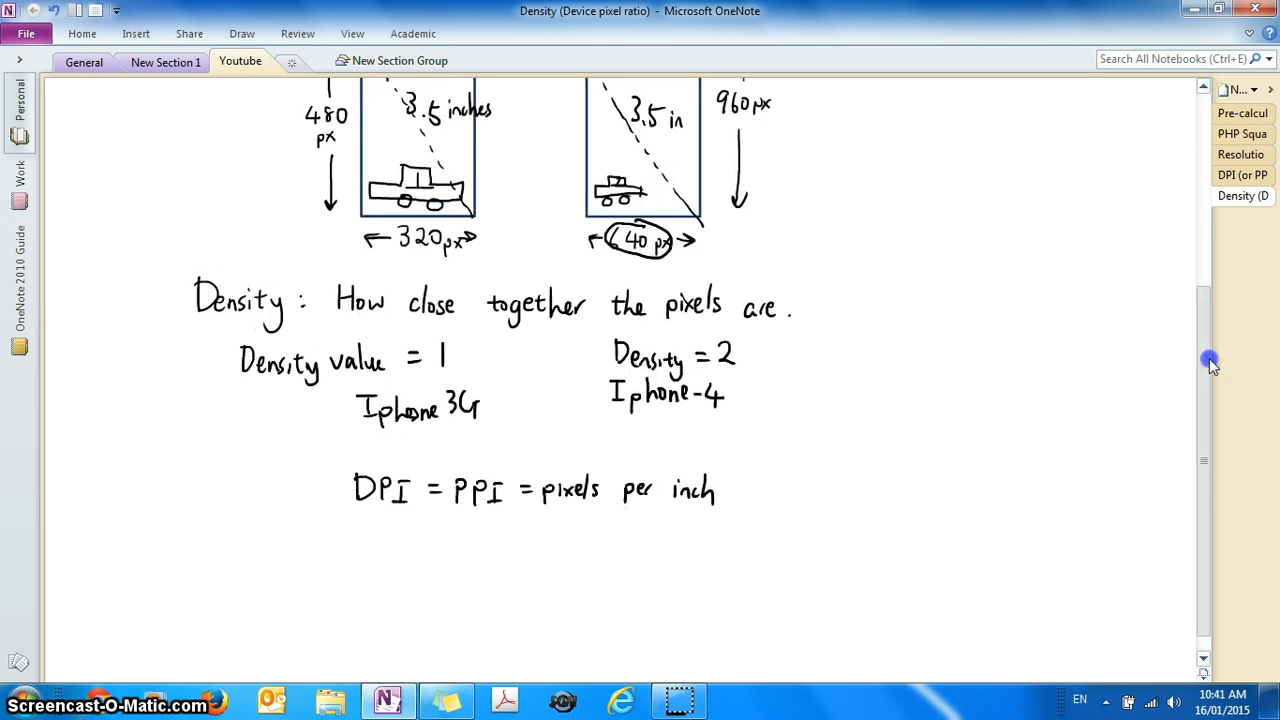 Density (Device pixel ratio) - Microsoft OneNote
File Home Insert Share Draw Review View Academic
General New Section 1 Youtube New Section Group
Search All Notebooks (Ctrl+E)
Personal
Work
OneNote 2010 Guide
N...
Pre-calcul
PHP Squa
Resolutio
DPI (or PP
Density (D
480 px
3.5 inches
3.5 in
960px
320px
640 px
Density : How close together the pixels are.
Density value = 1
Density = 2
Iphone 3G
Iphone-4
DPI = PPI = pixels per inch
Screencast-O-Matic.com
EN
10:41 AM
16/01/2015